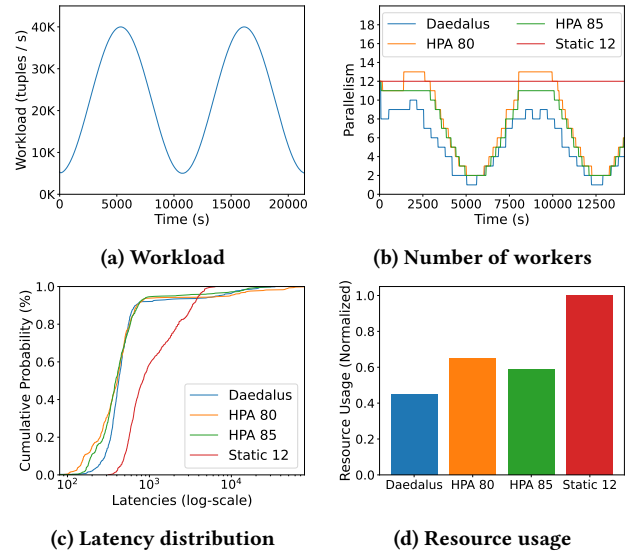 Workload (tuples / s)
40K
30K
20K
10K
0K
0
5000
10000
15000
20000
Time (s)
(a) Workload
Parallelism
18
16
14
12
10
8
6
4
2
0
Daedalus
HPA 80
HPA 85
Static 12
0
2500
5000
7500
10000
12500
Time (s)
(b) Number of workers
Cumulative Probability (%)
1.0
0.8
0.6
0.4
0.2
0.0
Daedalus
HPA 80
HPA 85
Static 12
10²
10³
10⁴
Latencies (log-scale)
(c) Latency distribution
Resource Usage (Normalized)
1.0
0.8
0.6
0.4
0.2
0.0
Daedalus
HPA 80
HPA 85
Static 12
(d) Resource usage